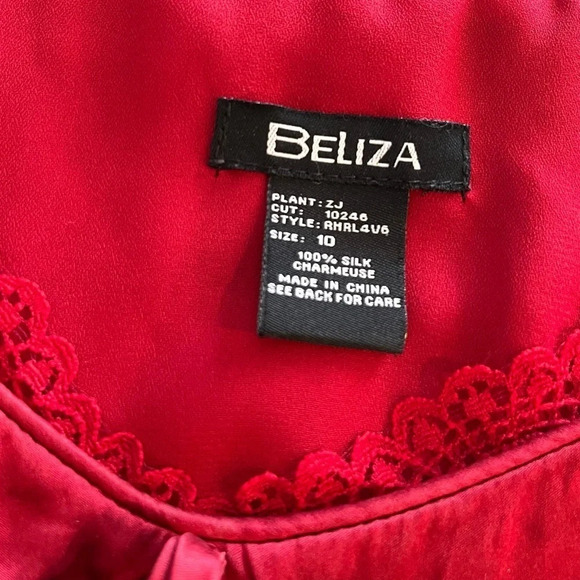 BELIZA
PLANT: ZJ
CUT: 10246
STYLE: RHRL4V6
SIZE: 10
100% SILK
CHARMEUSE
MADE IN CHINA
SEE BACK FOR CARE